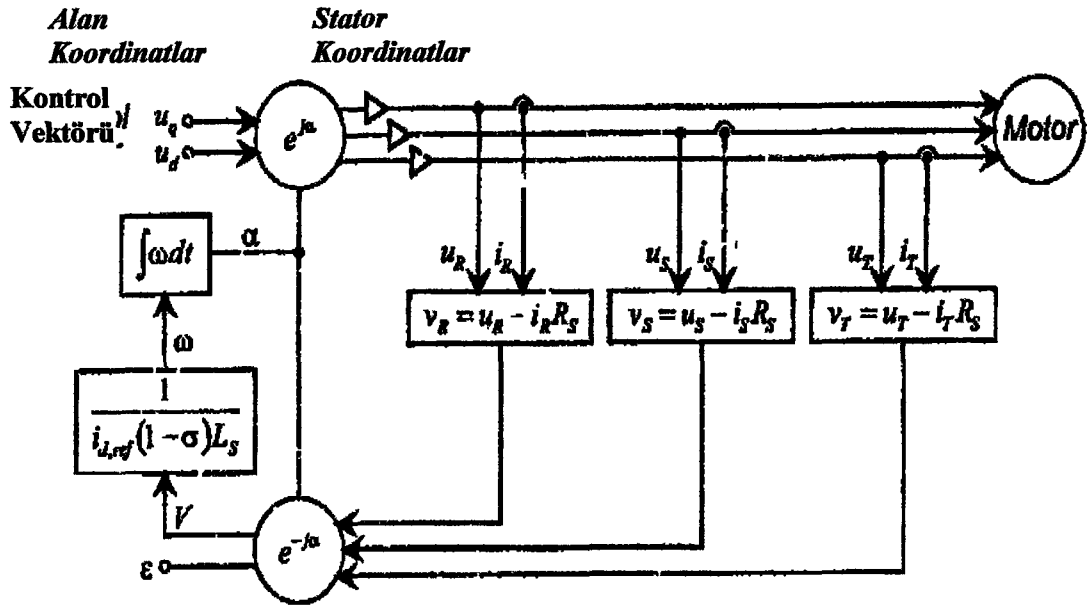 Alan
Koordinatlar
Stator
Koordinatlar
Kontrol
Vektörü
u_q
u_d
e^{jα}
Motor
∫ωdt
α
ω
u_R i_R
u_S i_S
u_T i_T
v_R = u_R − i_R R_S
v_S = u_S − i_S R_S
v_T = u_T − i_T R_S
1
i_{d,ref}(1−σ)L_S
V
ε
e^{−jα}